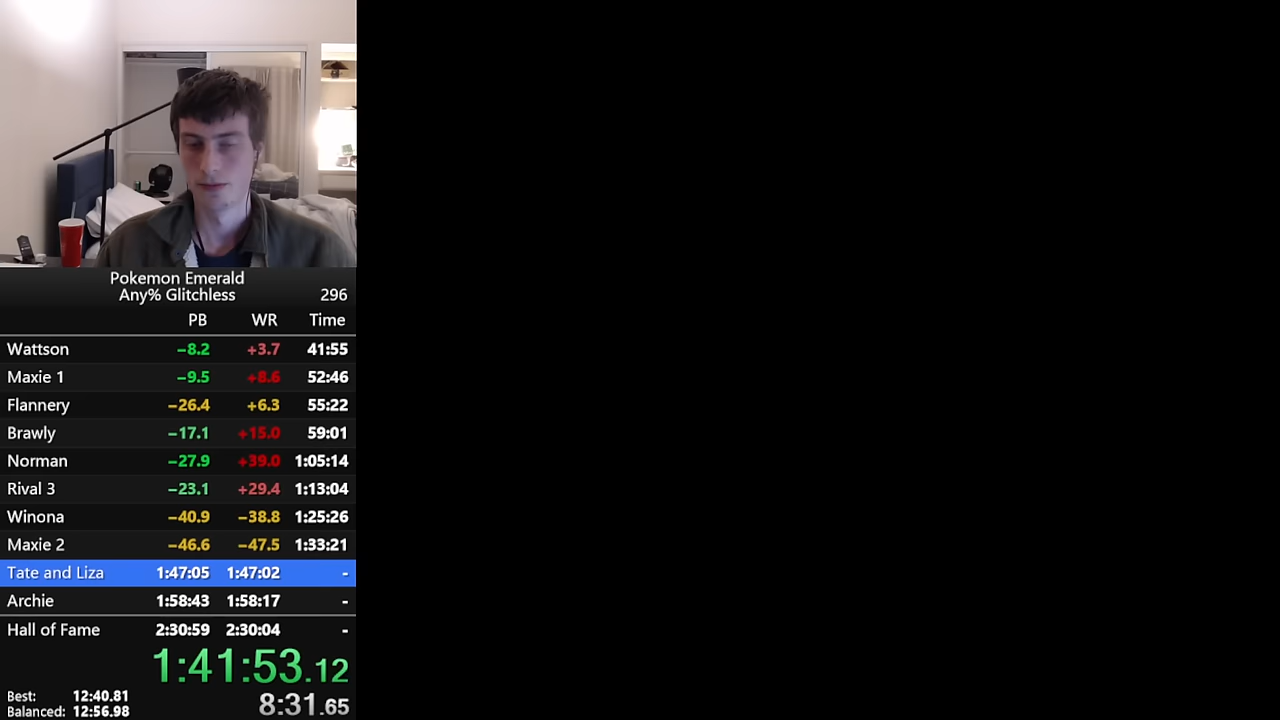 Pokemon Emerald
Any% Glitchless 296
PB WR Time
Wattson −8.2 +3.7 41:55
Maxie 1 −9.5 +8.6 52:46
Flannery −26.4 +6.3 55:22
Brawly −17.1 +15.0 59:01
Norman −27.9 +39.0 1:05:14
Rival 3 −23.1 +29.4 1:13:04
Winona −40.9 −38.8 1:25:26
Maxie 2 −46.6 −47.5 1:33:21
Tate and Liza 1:47:05 1:47:02 -
Archie 1:58:43 1:58:17 -
Hall of Fame 2:30:59 2:30:04 -
1:41:53.12
Best: 12:40.81
Balanced: 12:56.98
8:31.65